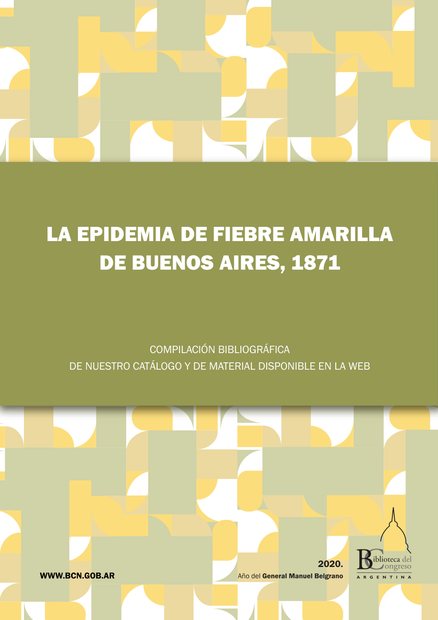 LA EPIDEMIA DE FIEBRE AMARILLA
DE BUENOS AIRES, 1871
COMPILACIÓN BIBLIOGRÁFICA
DE NUESTRO CATÁLOGO Y DE MATERIAL DISPONIBLE EN LA WEB
WWW.BCN.GOB.AR
2020.
Año del General Manuel Belgrano
Biblioteca del
Congreso
ARGENTINA